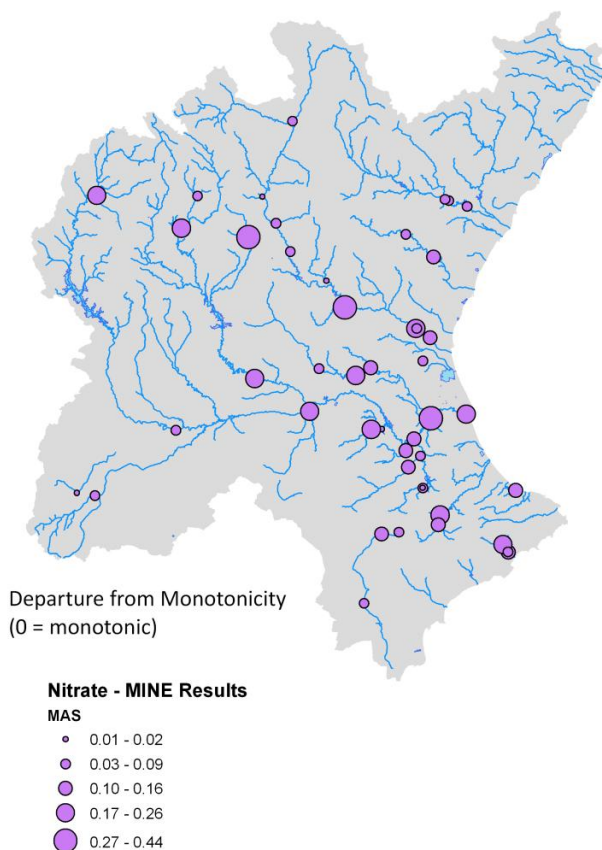 Departure from Monotonicity
(0 = monotonic)
Nitrate - MINE Results
MAS
0.01 - 0.02
0.03 - 0.09
0.10 - 0.16
0.17 - 0.26
0.27 - 0.44